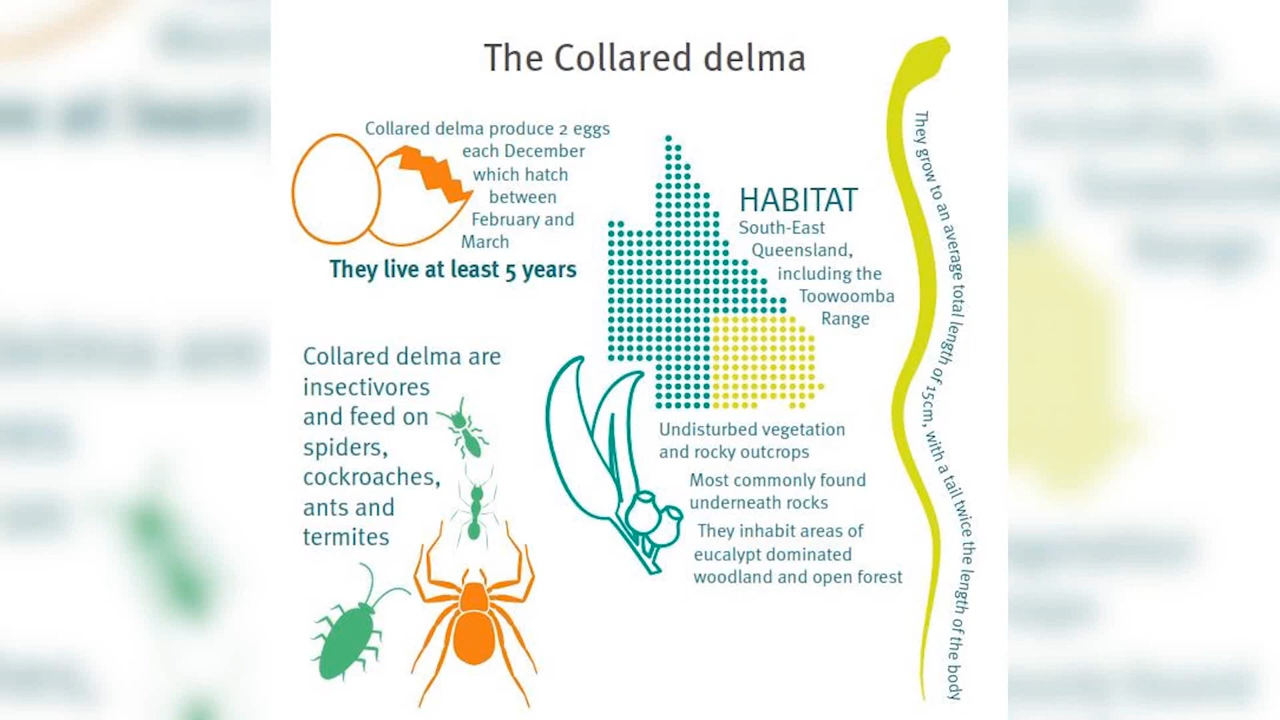 The Collared delma
Collared delma produce 2 eggs
each December
which hatch
between
February and
March
They live at least 5 years
HABITAT
South-East
Queensland,
including the
Toowoomba
Range
Collared delma are
insectivores
and feed on
spiders,
cockroaches,
ants and
termites
Undisturbed vegetation
and rocky outcrops
Most commonly found
underneath rocks
They inhabit areas of
eucalypt dominated
woodland and open forest
They grow to an average total length of 15cm, with a tail twice the length of the body